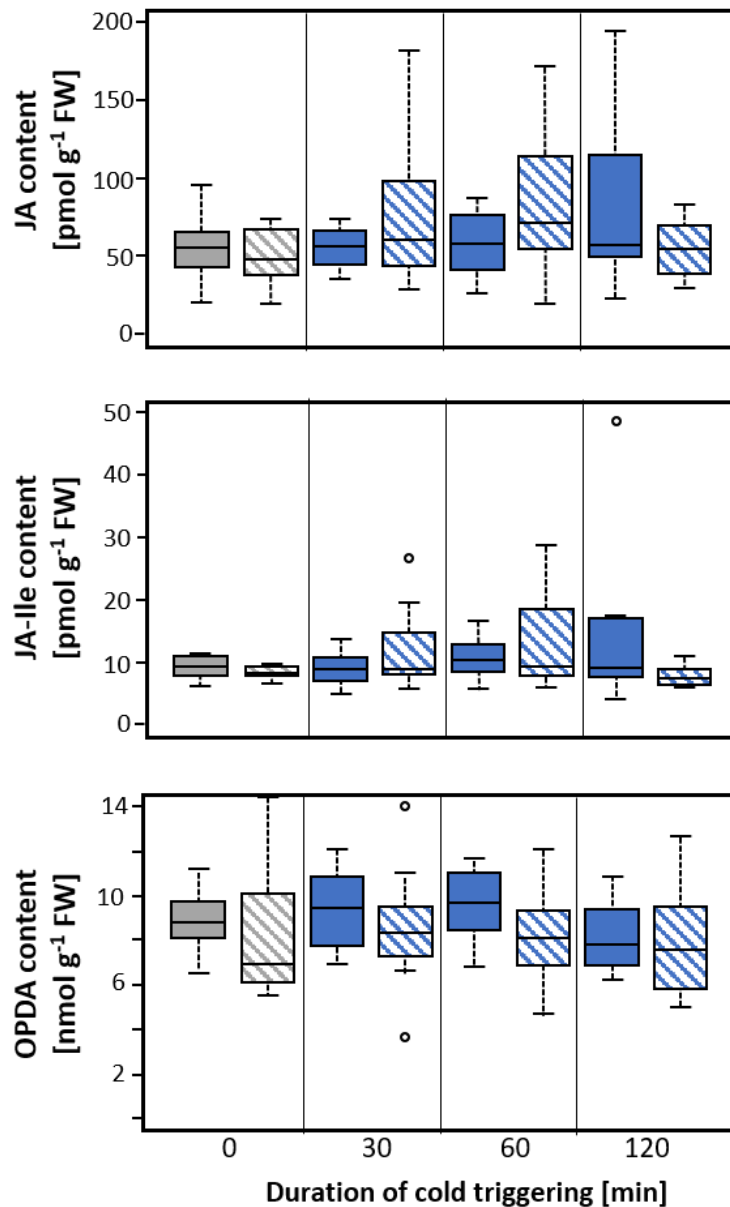 JA content
[pmol g⁻¹ FW]
200
150
100
50
0
JA-Ile content
[pmol g⁻¹ FW]
50
40
30
20
10
0
OPDA content
[nmol g⁻¹ FW]
14
10
6
2
0 30 60 120
Duration of cold triggering [min]